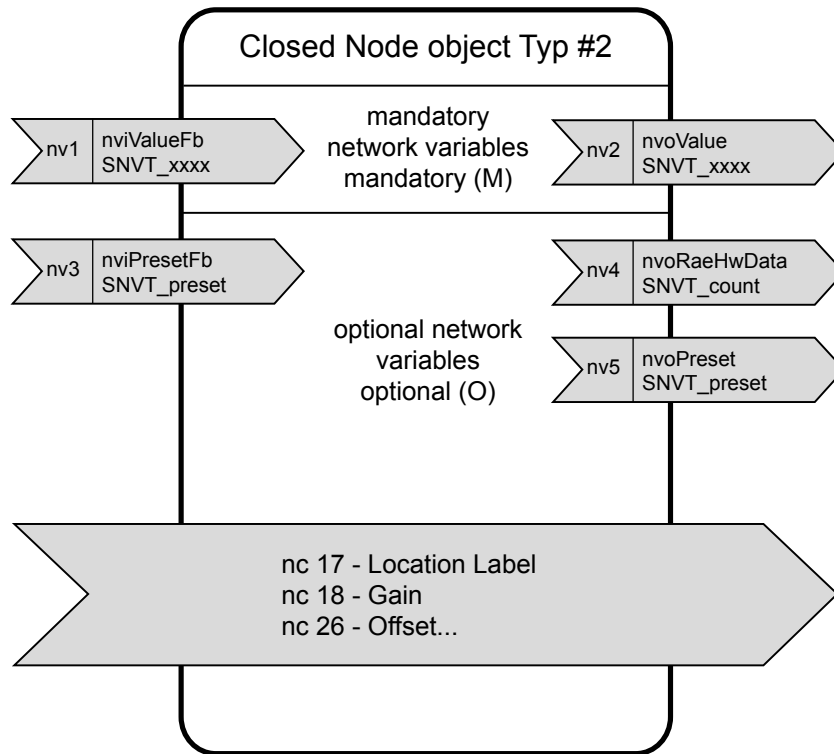 Closed Node object Typ #2
mandatory
network variables
mandatory (M)
nv1
nviValueFb
SNVT_xxxx
nv2
nvoValue
SNVT_xxxx
nv3
nviPresetFb
SNVT_preset
nv4
nvoRaeHwData
SNVT_count
optional network
variables
optional (O)
nv5
nvoPreset
SNVT_preset
nc 17 - Location Label
nc 18 - Gain
nc 26 - Offset...